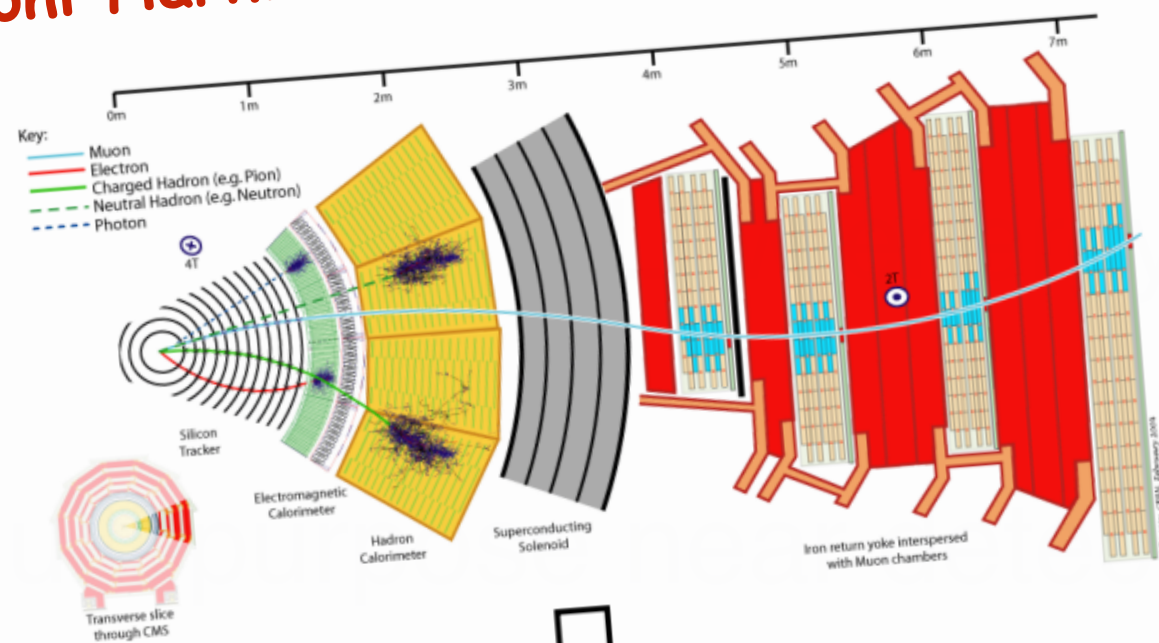 0m
1m
2m
3m
4m
5m
6m
7m
Key:
Muon
Electron
Charged Hadron (e.g. Pion)
Neutral Hadron (e.g. Neutron)
Photon
4T
2T
Silicon
Tracker
Electromagnetic
Calorimeter
Hadron
Calorimeter
Superconducting
Solenoid
Iron return yoke interspersed
with Muon chambers
Transverse slice
through CMS